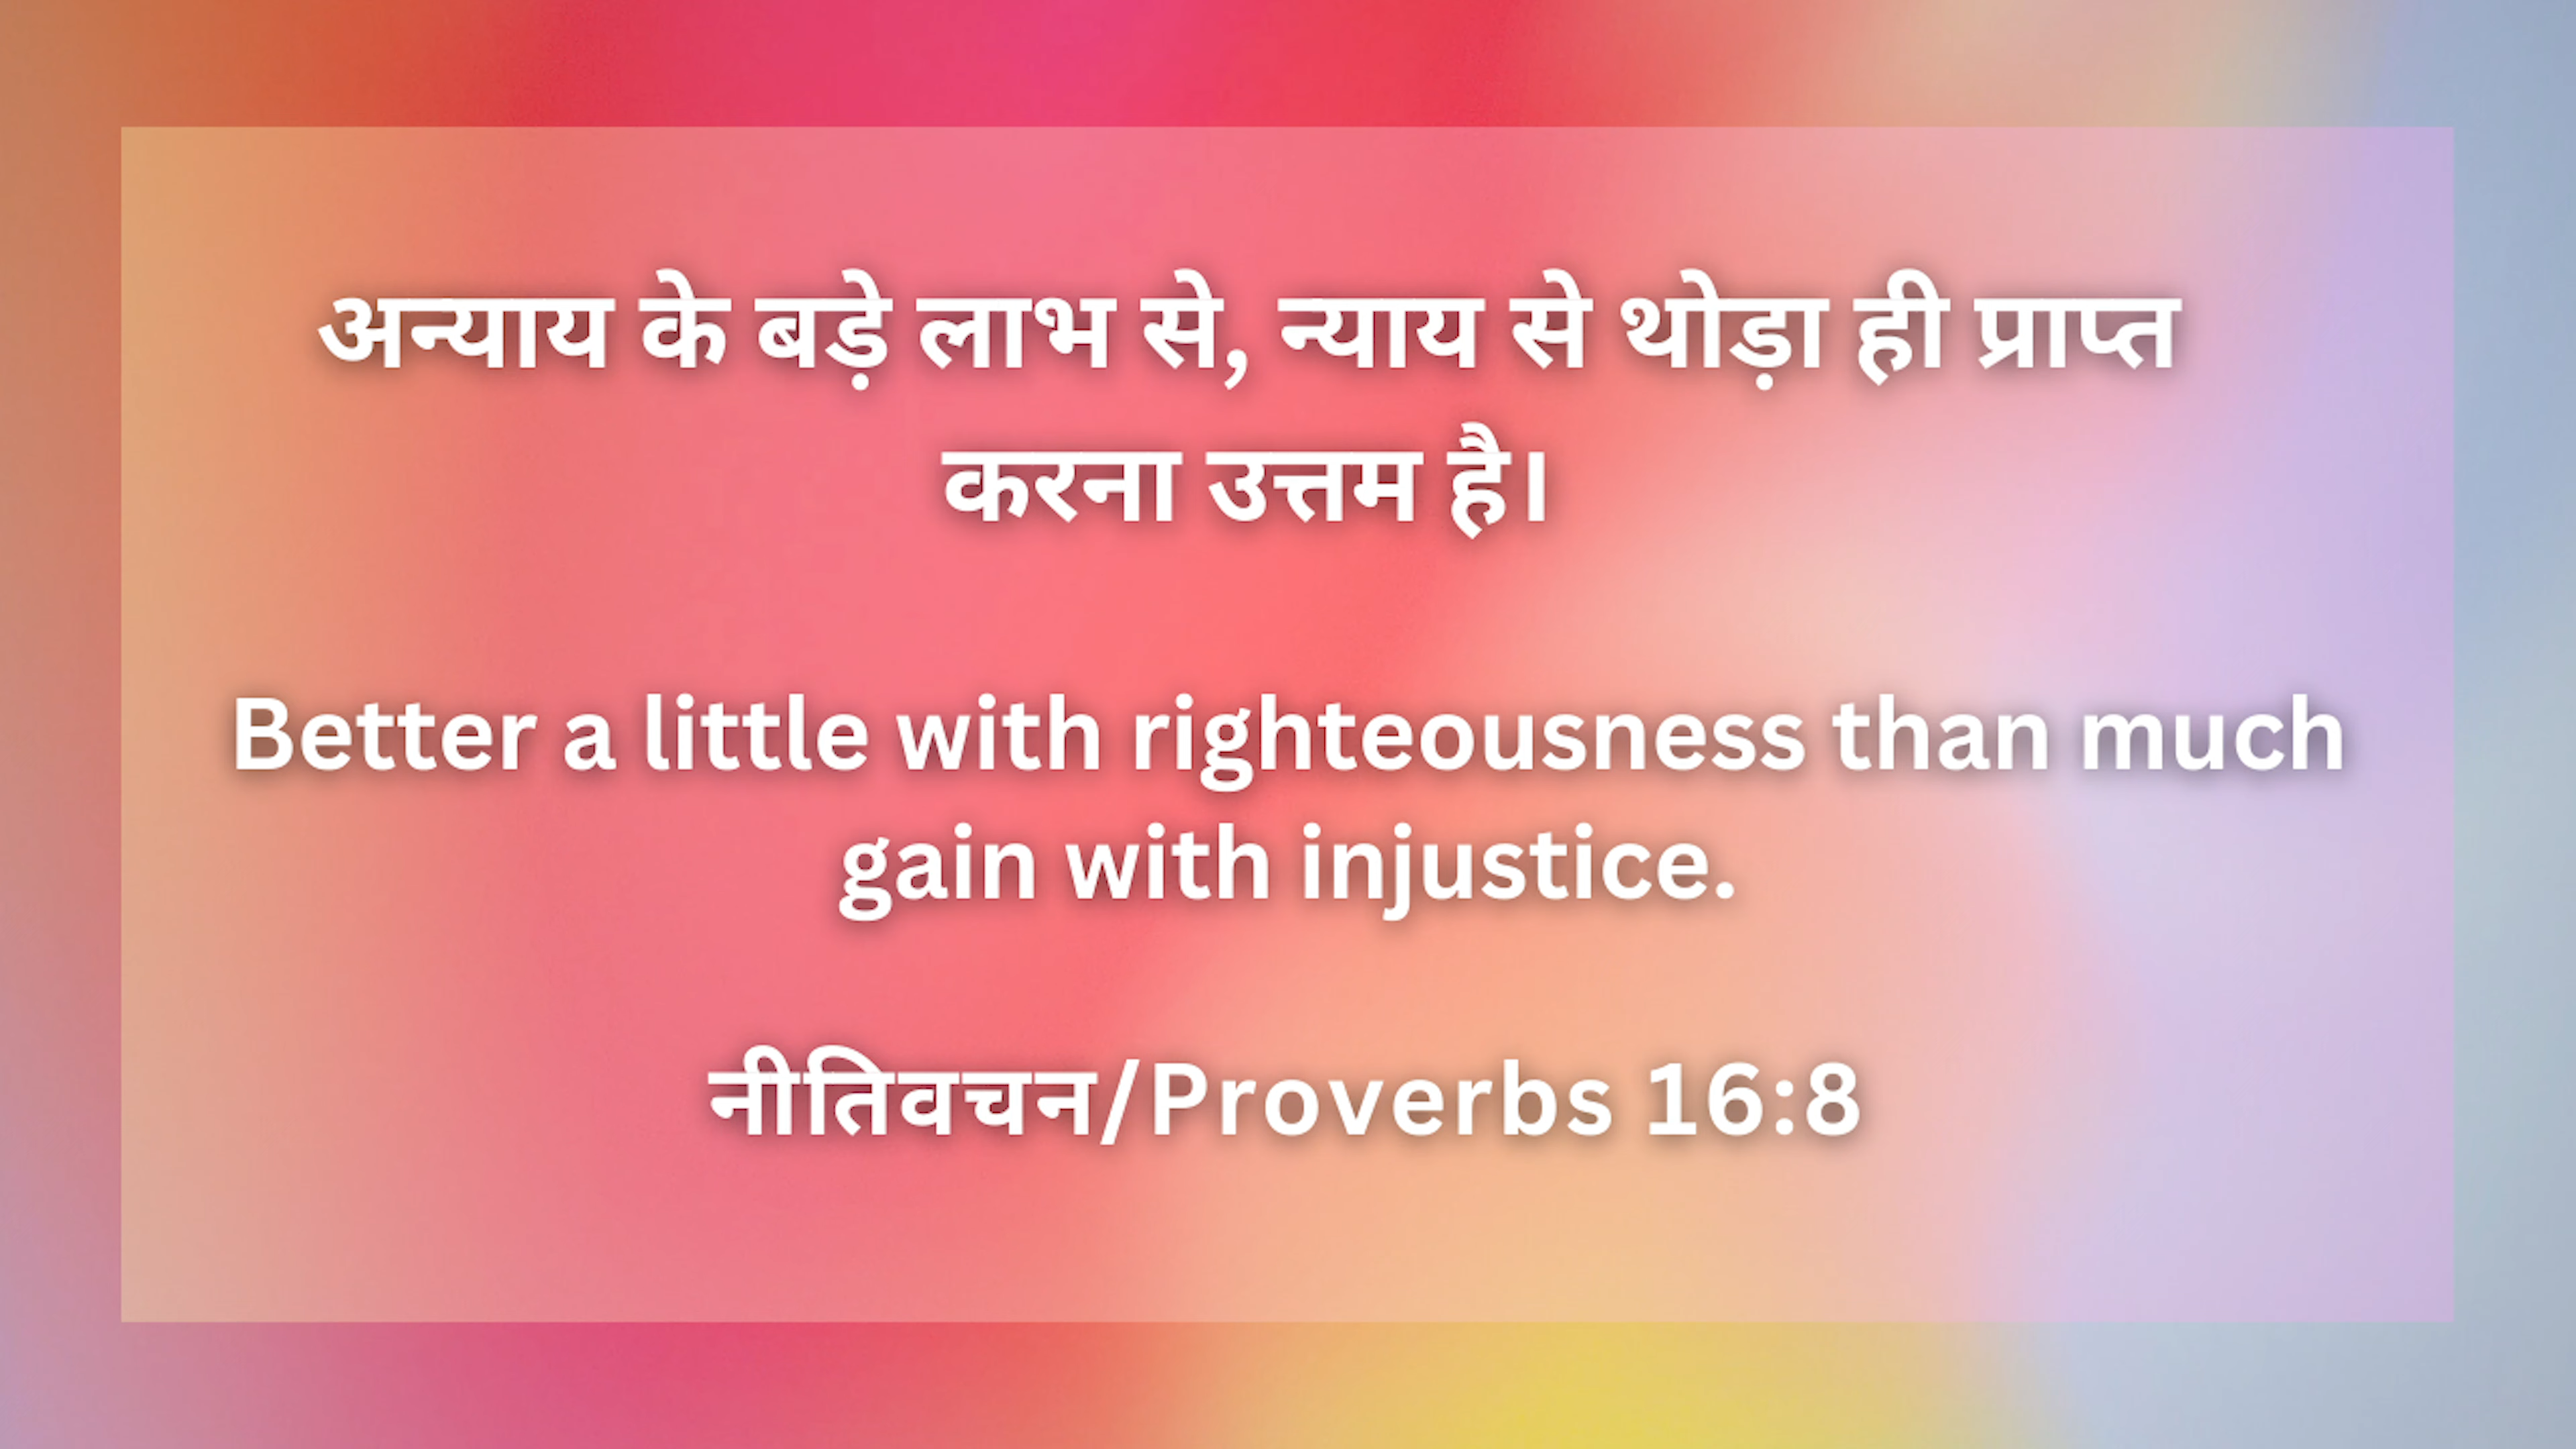 अन्याय के बड़े लाभ से, न्याय से थोड़ा ही प्राप्त
करना उत्तम है।
Better a little with righteousness than much
gain with injustice.
नीतिवचन/Proverbs 16:8